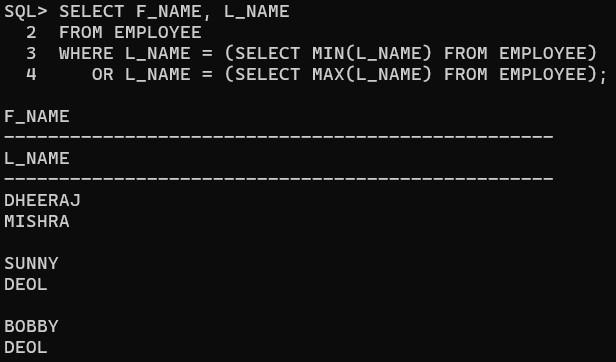 SQL> SELECT F_NAME, L_NAME
2 FROM EMPLOYEE
3 WHERE L_NAME = (SELECT MIN(L_NAME) FROM EMPLOYEE)
4 OR L_NAME = (SELECT MAX(L_NAME) FROM EMPLOYEE);
F_NAME
--------------------------------------------------
L_NAME
--------------------------------------------------
DHEERAJ
MISHRA
SUNNY
DEOL
BOBBY
DEOL